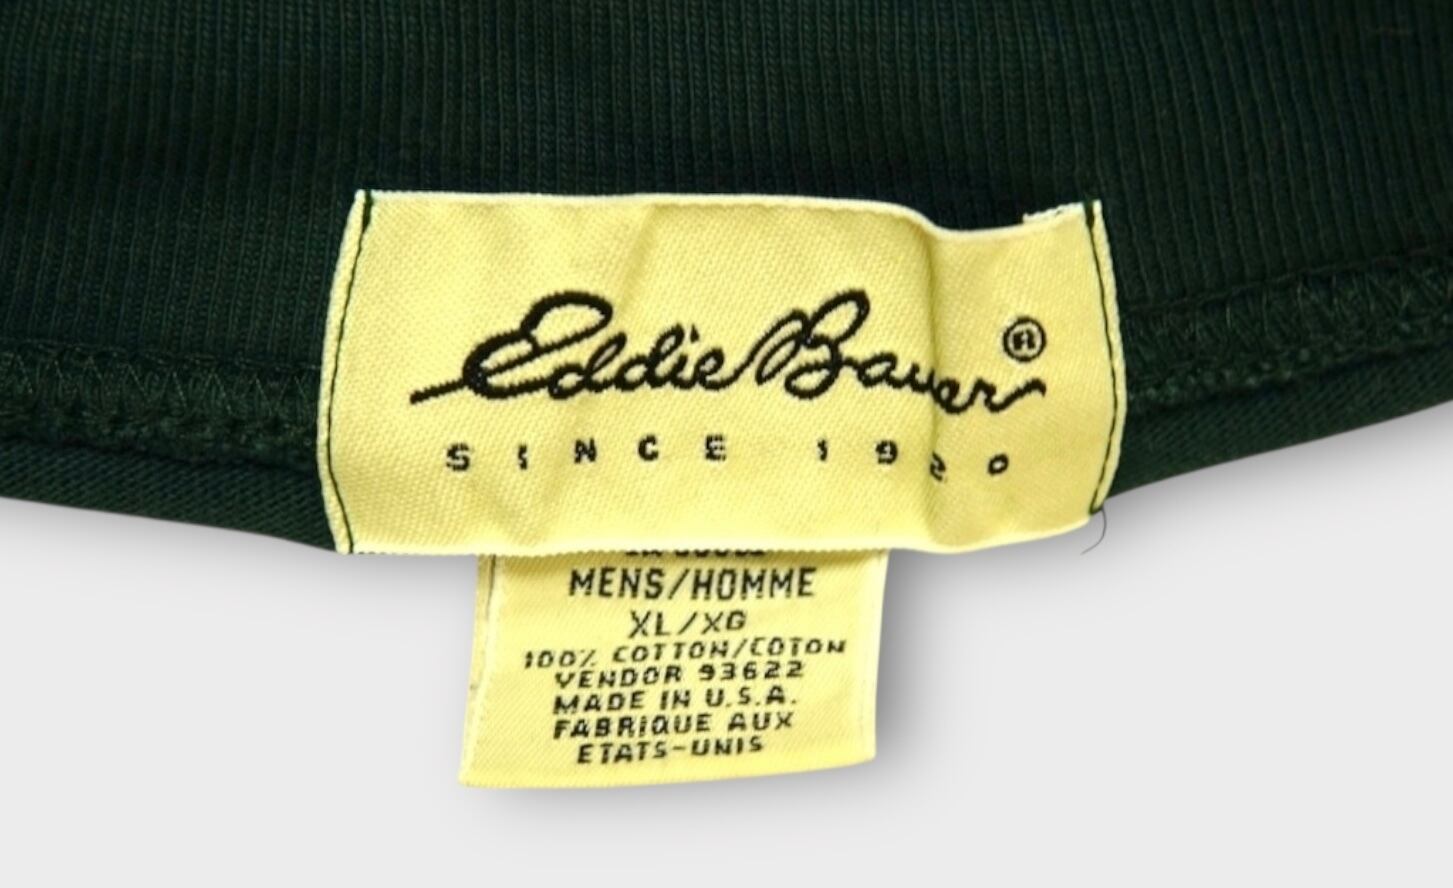 Eddie Bauer ®
SINCE 1920
MENS/HOMME
XL/XG
100% COTTON/COTON
VENDOR 93622
MADE IN U.S.A.
FABRIQUE AUX
ETATS-UNIS